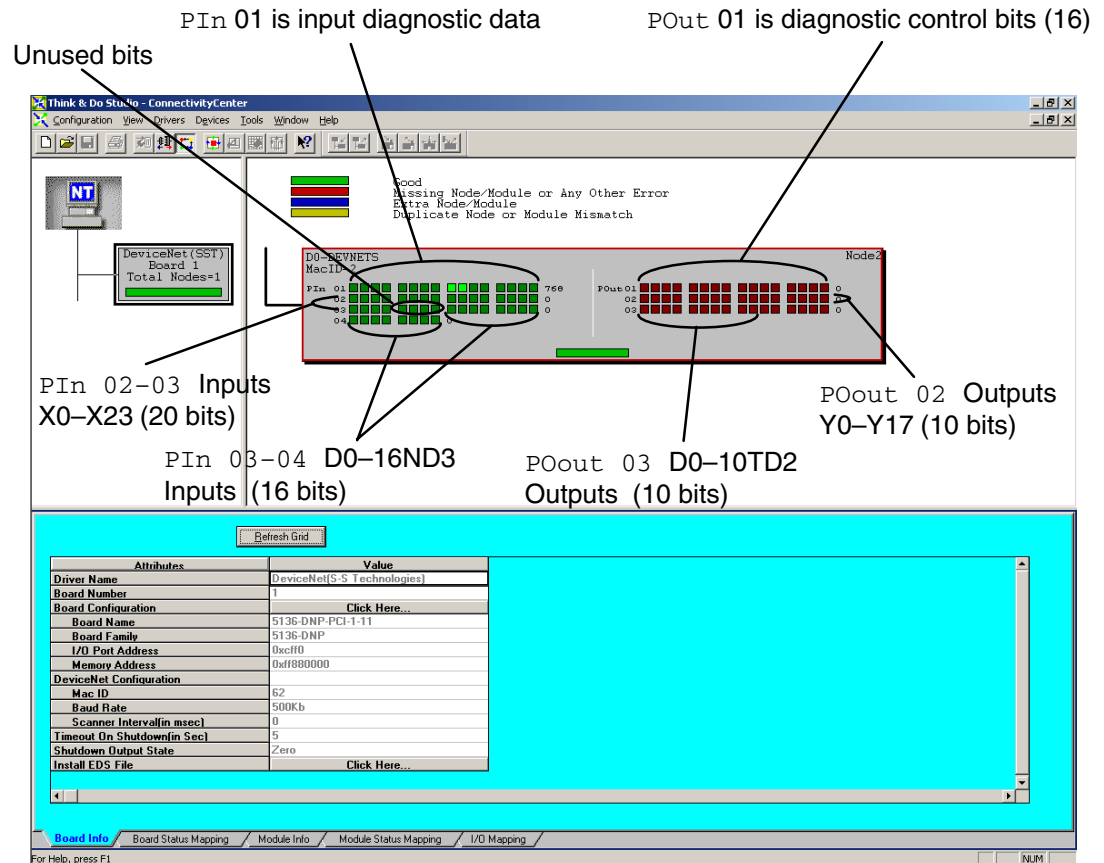 PIn 01 is input diagnostic data
POut 01 is diagnostic control bits (16)
Unused bits
Think & Do Studio - ConnectivityCenter
Configuration View Drivers Devices Tools Window Help
NT
DeviceNet(SST)
Board 1
Total Nodes=1
Good
Missing Node/Module or Any Other Error
Extra Node/Module
Duplicate Node or Module Mismatch
D0-DEVNETS
Node2
MacID-2
PIn 01 768
02 0
03 0
04 0
POut01 0
02 0
03 0
PIn 02–03 Inputs
X0–X23 (20 bits)
POout 02 Outputs
Y0–Y17 (10 bits)
PIn 03–04 D0–16ND3
Inputs (16 bits)
POout 03 D0–10TD2
Outputs (10 bits)
Refresh Grid
Attributes Value
Driver Name DeviceNet(S-S Technologies)
Board Number 1
Board Configuration Click Here...
Board Name 5136-DNP-PCI-1-11
Board Family 5136-DNP
I/O Port Address 0xcff0
Memory Address 0xff880000
DeviceNet Configuration
Mac ID 62
Baud Rate 500Kb
Scanner Interval(in msec) 0
Timeout On Shutdown(in Sec) 5
Shutdown Output State Zero
Install EDS File Click Here...
Board Info Board Status Mapping Module Info Module Status Mapping I/O Mapping
For Help, press F1
NUM